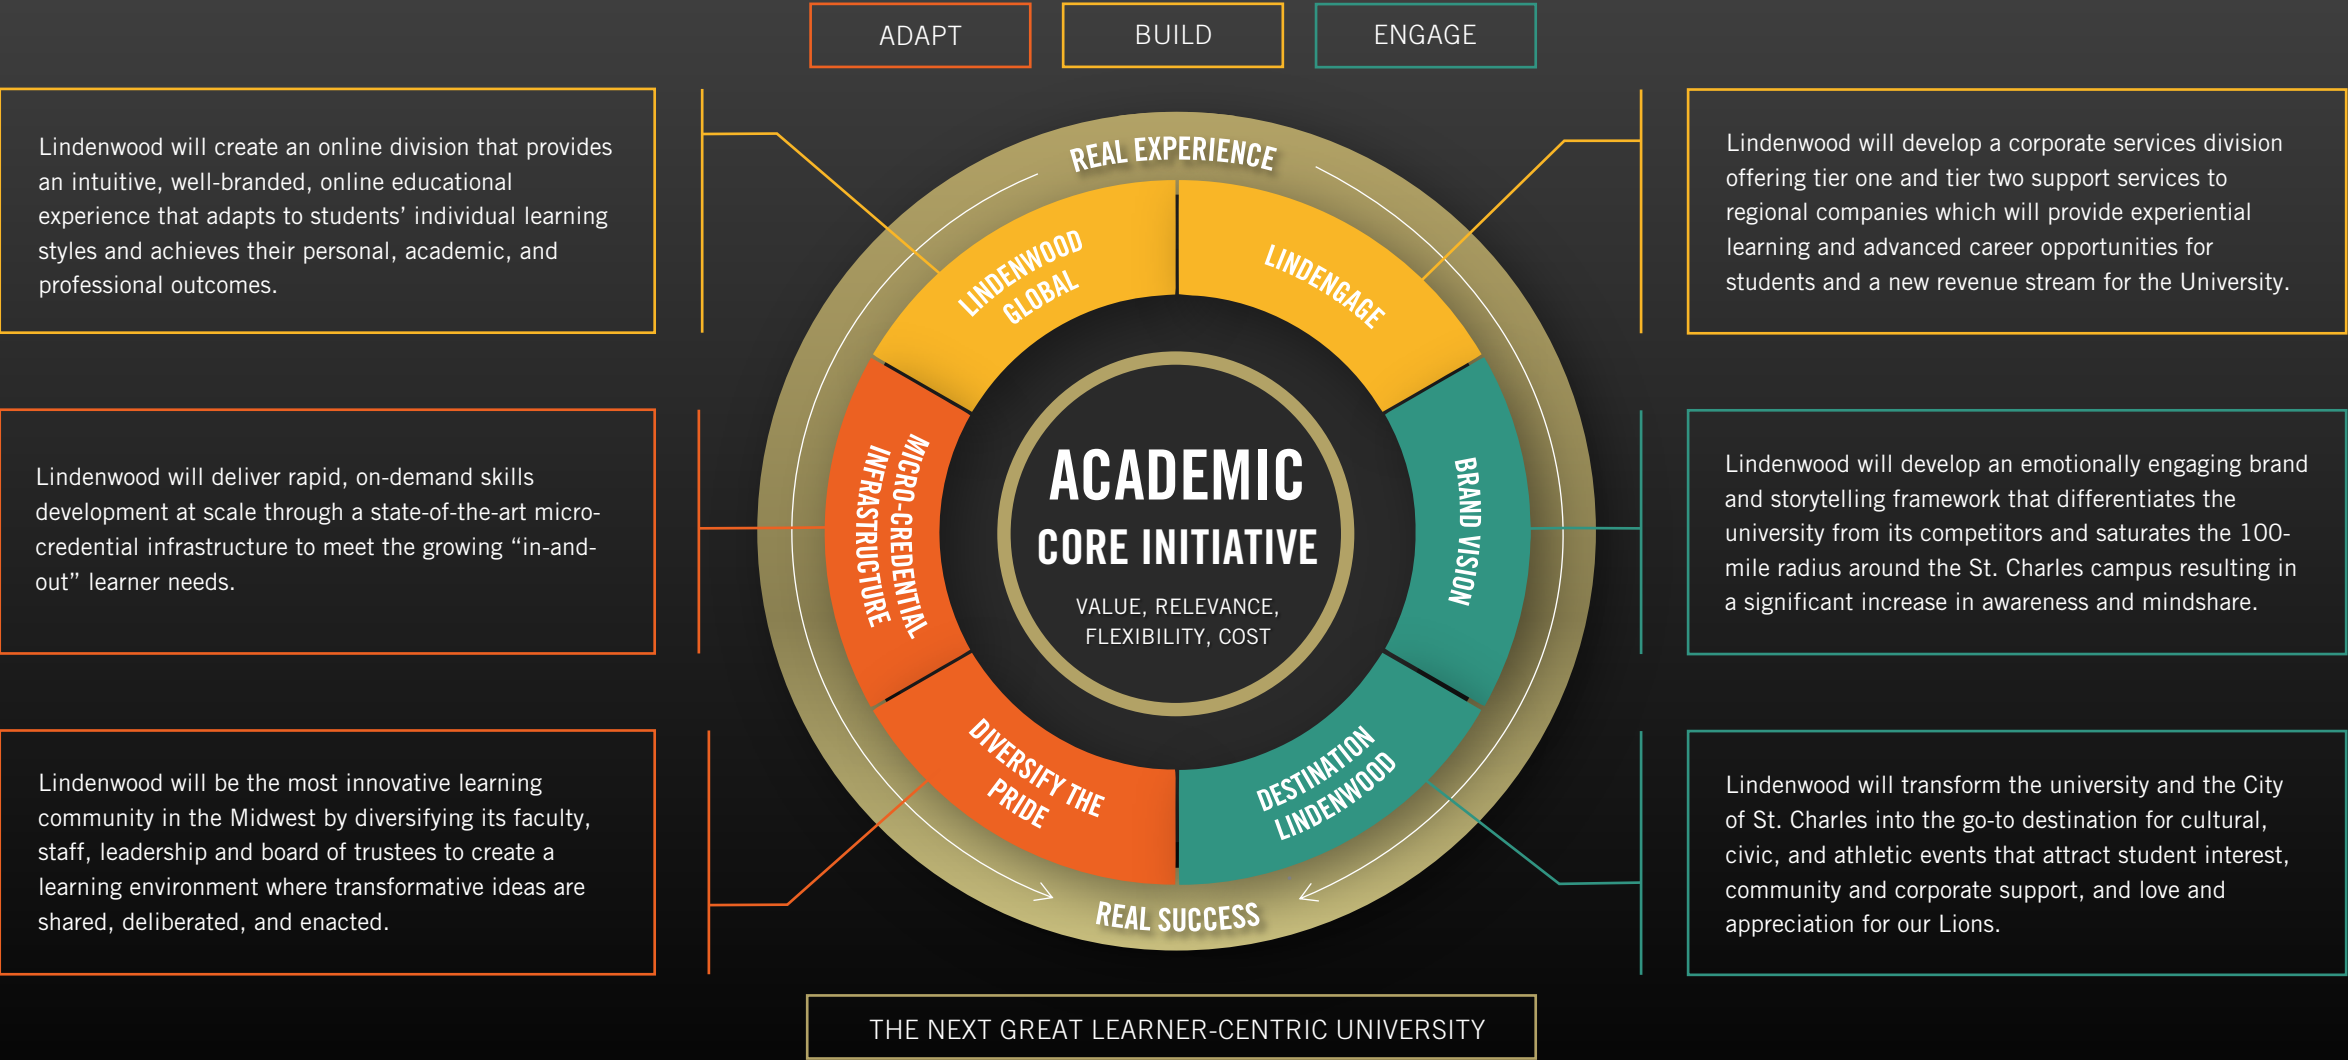 ADAPT
BUILD
ENGAGE
Lindenwood will create an online division that provides
an intuitive, well-branded, online educational
experience that adapts to students’ individual learning
styles and achieves their personal, academic, and
professional outcomes.
Lindenwood will deliver rapid, on-demand skills
development at scale through a state-of-the-art micro-
credential infrastructure to meet the growing “in-and-
out” learner needs.
Lindenwood will be the most innovative learning
community in the Midwest by diversifying its faculty,
staff, leadership and board of trustees to create a
learning environment where transformative ideas are
shared, deliberated, and enacted.
REAL EXPERIENCE
LINDENWOOD
GLOBAL
LINDENGAGE
MICRO-CREDENTIAL
INFRASTRUCTURE
BRAND VISION
DIVERSIFY THE
PRIDE
DESTINATION
LINDENWOOD
ACADEMIC
CORE INITIATIVE
VALUE, RELEVANCE,
FLEXIBILITY, COST
REAL SUCCESS
Lindenwood will develop a corporate services division
offering tier one and tier two support services to
regional companies which will provide experiential
learning and advanced career opportunities for
students and a new revenue stream for the University.
Lindenwood will develop an emotionally engaging brand
and storytelling framework that differentiates the
university from its competitors and saturates the 100-
mile radius around the St. Charles campus resulting in
a significant increase in awareness and mindshare.
Lindenwood will transform the university and the City
of St. Charles into the go-to destination for cultural,
civic, and athletic events that attract student interest,
community and corporate support, and love and
appreciation for our Lions.
THE NEXT GREAT LEARNER-CENTRIC UNIVERSITY